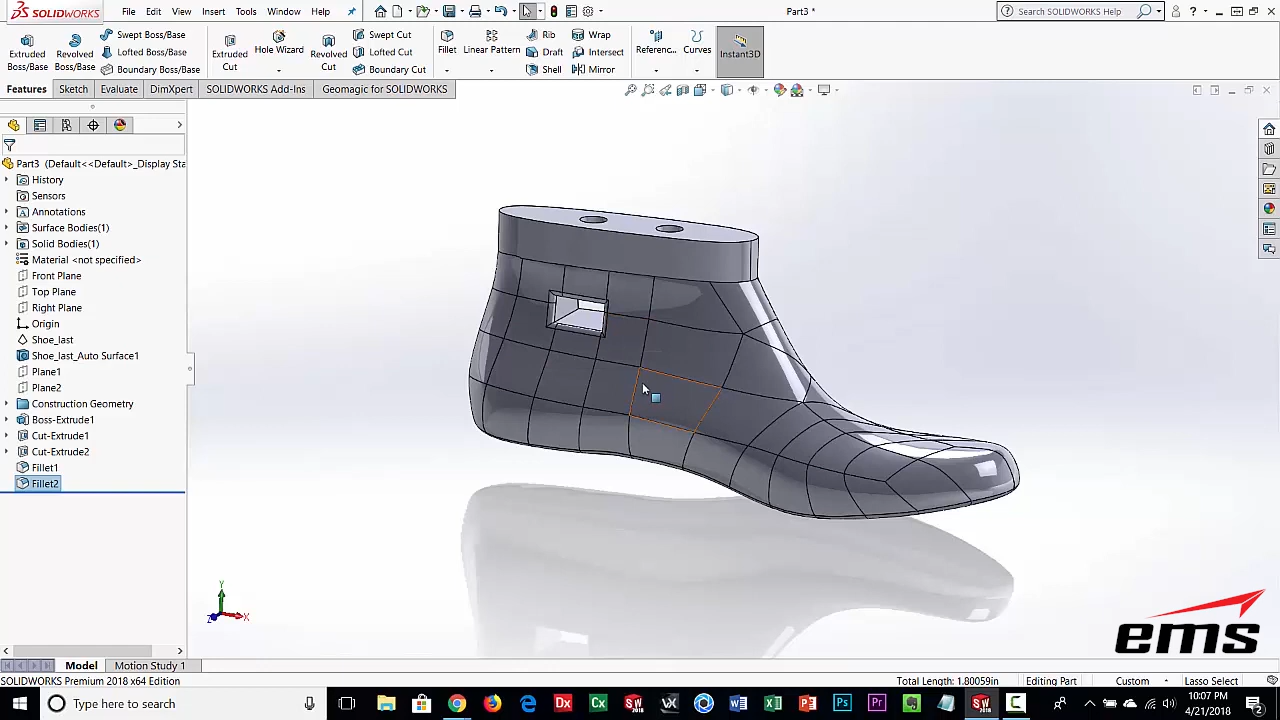 SOLIDWORKS File Edit View Insert Tools Window Help Part3 * Search SOLIDWORKS Help
Extruded Boss/Base
Revolved Boss/Base
Swept Boss/Base
Lofted Boss/Base
Boundary Boss/Base
Extruded Cut
Hole Wizard
Revolved Cut
Swept Cut
Lofted Cut
Boundary Cut
Fillet
Linear Pattern
Rib
Draft
Shell
Wrap
Intersect
Mirror
Referenc...
Curves
Instant3D
Features Sketch Evaluate DimXpert SOLIDWORKS Add-Ins Geomagic for SOLIDWORKS
Part3 (Default<<Default>_Display Sta
History
Sensors
Annotations
Surface Bodies(1)
Solid Bodies(1)
Material <not specified>
Front Plane
Top Plane
Right Plane
Origin
Shoe_last
Shoe_last_Auto Surface1
Plane1
Plane2
Construction Geometry
Boss-Extrude1
Cut-Extrude1
Cut-Extrude2
Fillet1
Fillet2
Y
X
Z
ems
Model Motion Study 1
SOLIDWORKS Premium 2018 x64 Edition Total Length: 1.80059in Editing Part Custom Lasso Select
Type here to search
10:07 PM
4/21/2018